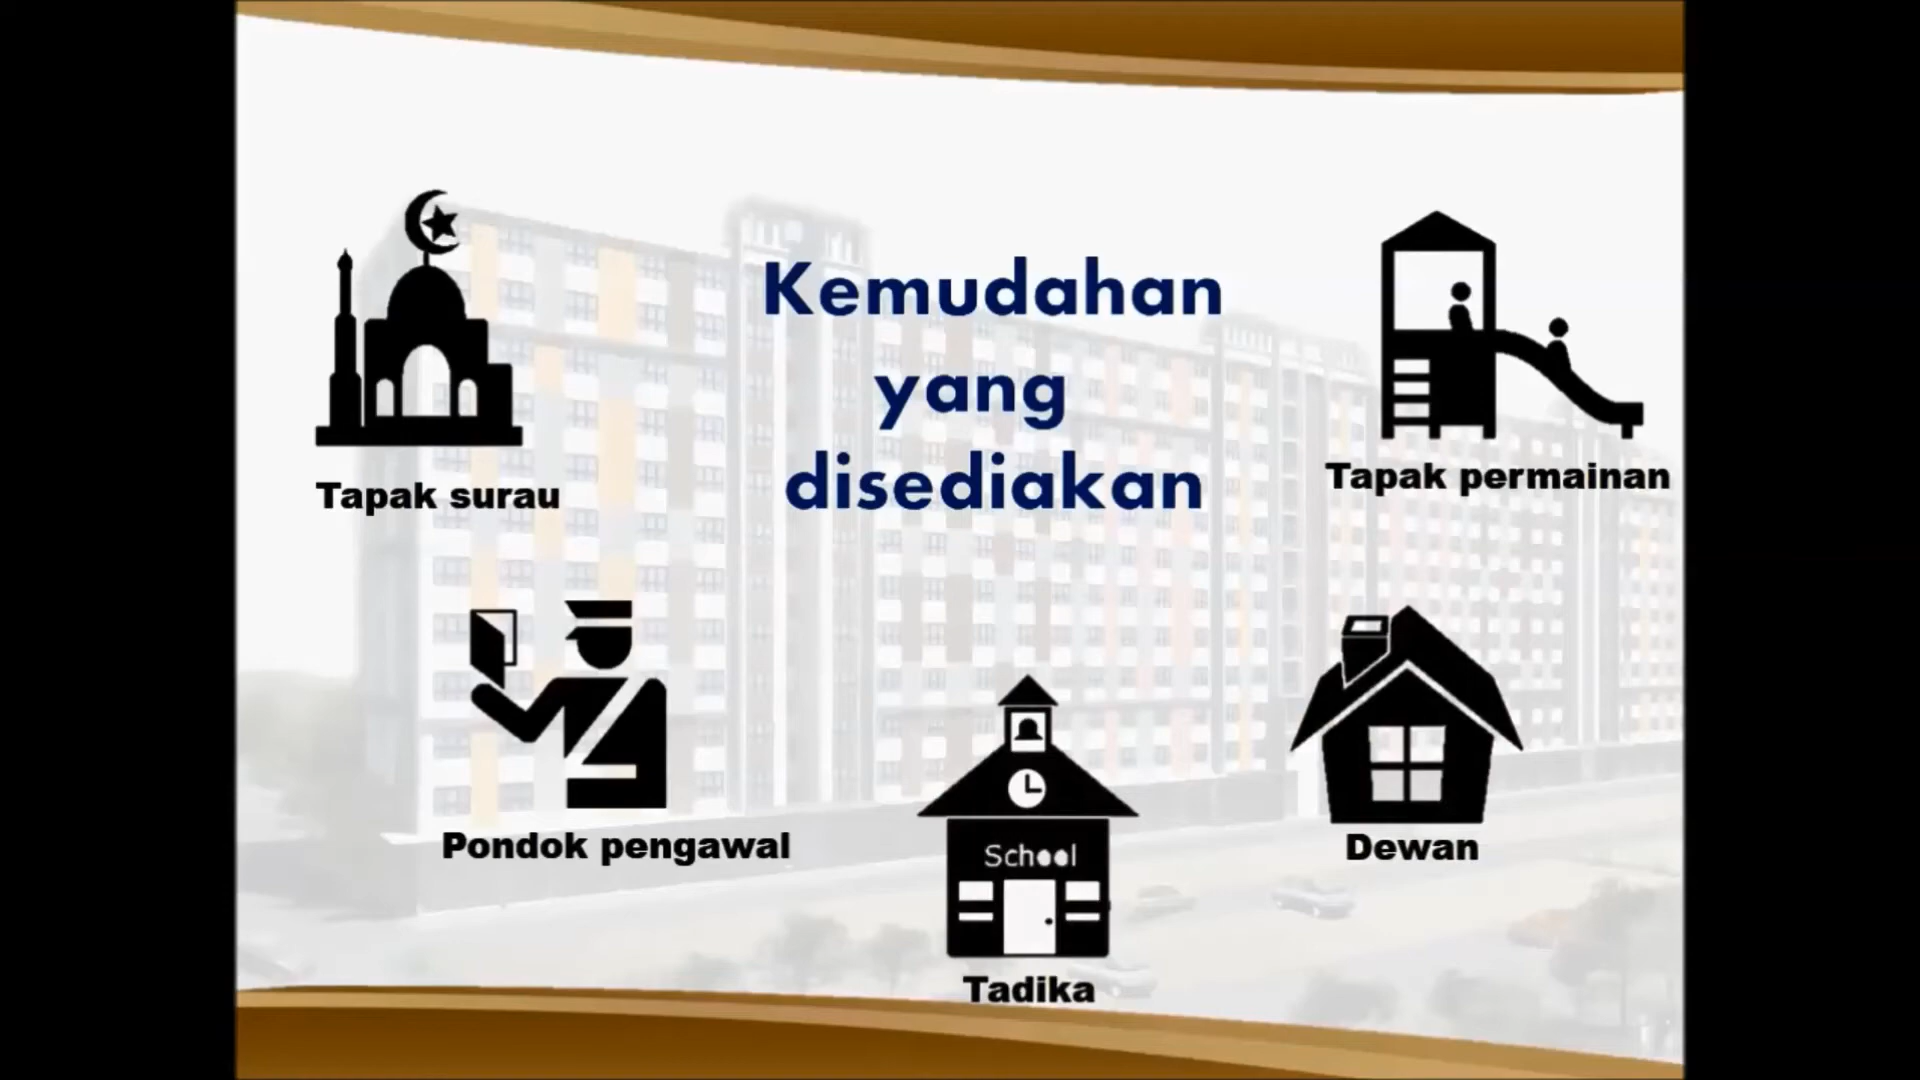 Kemudahan
yang
disediakan
Tapak surau
Tapak permainan
Pondok pengawal
School
Tadika
Dewan